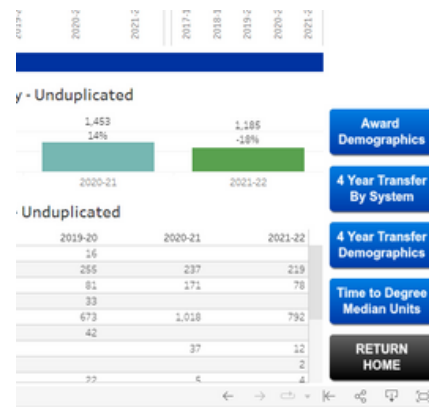 2020-2
2021-2
2017-1
2018-1
2019-2
2020-2
2021-2
y - Unduplicated
1,453
14%
1,185
-18%
2020-21
2021-22
Unduplicated
2019-20 2020-21 2021-22
16
255 237 219
81 171 78
33
673 1,018 792
42
37 12
2
22 5 4
Award
Demographics
4 Year Transfer
By System
4 Year Transfer
Demographics
Time to Degree
Median Units
RETURN
HOME